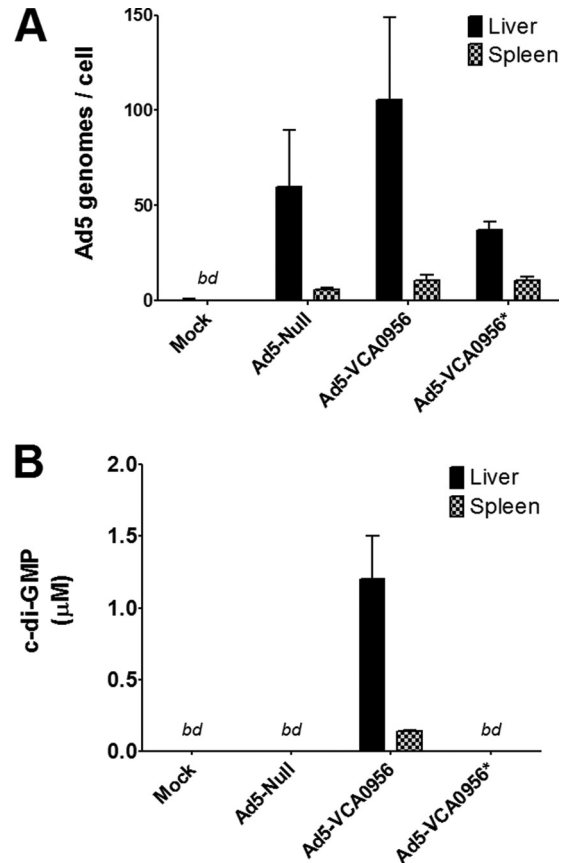 A
Ad5 genomes / cell
150
100
50
0
Liver
Spleen
bd
Mock
Ad5-Null
Ad5-VCA0956
Ad5-VCA0956*
B
c-di-GMP
(μM)
2.0
1.5
1.0
0.5
0.0
Liver
Spleen
bd
bd
bd
Mock
Ad5-Null
Ad5-VCA0956
Ad5-VCA0956*